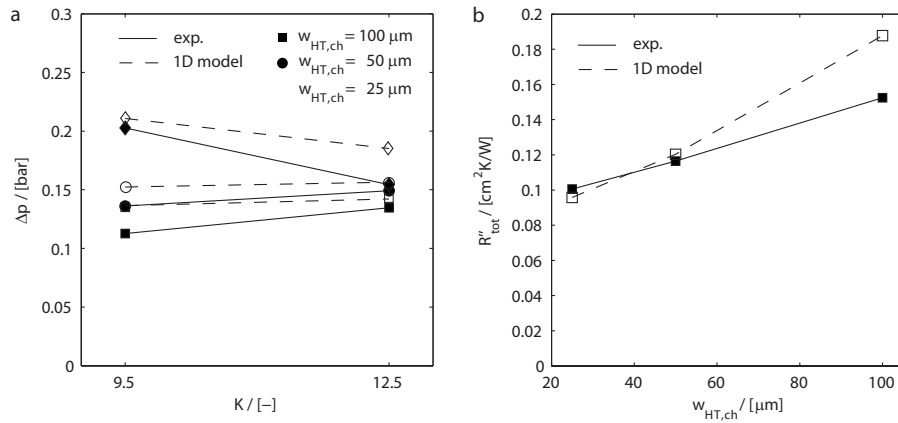 a
exp.
1D model
w_HT,ch = 100 μm
w_HT,ch = 50 μm
w_HT,ch = 25 μm
0.3
0.25
0.2
0.15
0.1
0.05
0
Δp / [bar]
9.5
12.5
K / [–]
b
exp.
1D model
0.2
0.18
0.16
0.14
0.12
0.1
0.08
0.06
0.04
0.02
0
R″tot / [cm²K/W]
20
40
60
80
100
w_HT,ch / [μm]